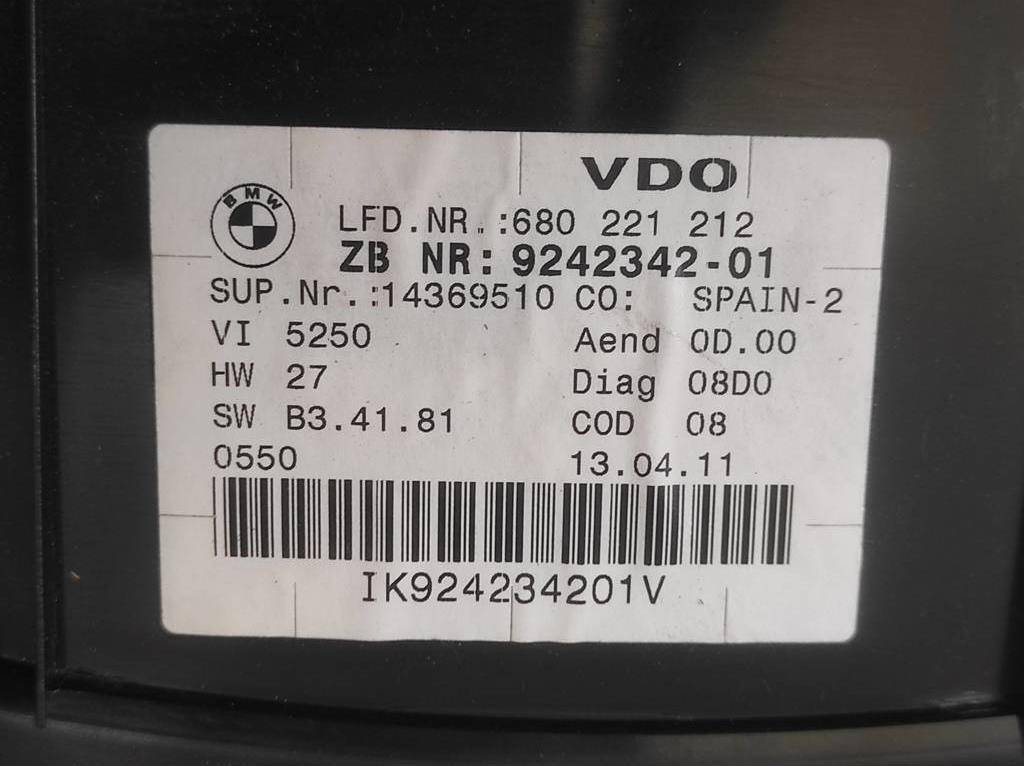 VDO
BMW
LFD.NR.:680 221 212
ZB NR: 9242342-01
SUP.Nr.:14369510 CO: SPAIN-2
VI 5250 Aend 0D.00
HW 27 Diag 08D0
SW B3.41.81 COD 08
0550 13.04.11
IK924234201V